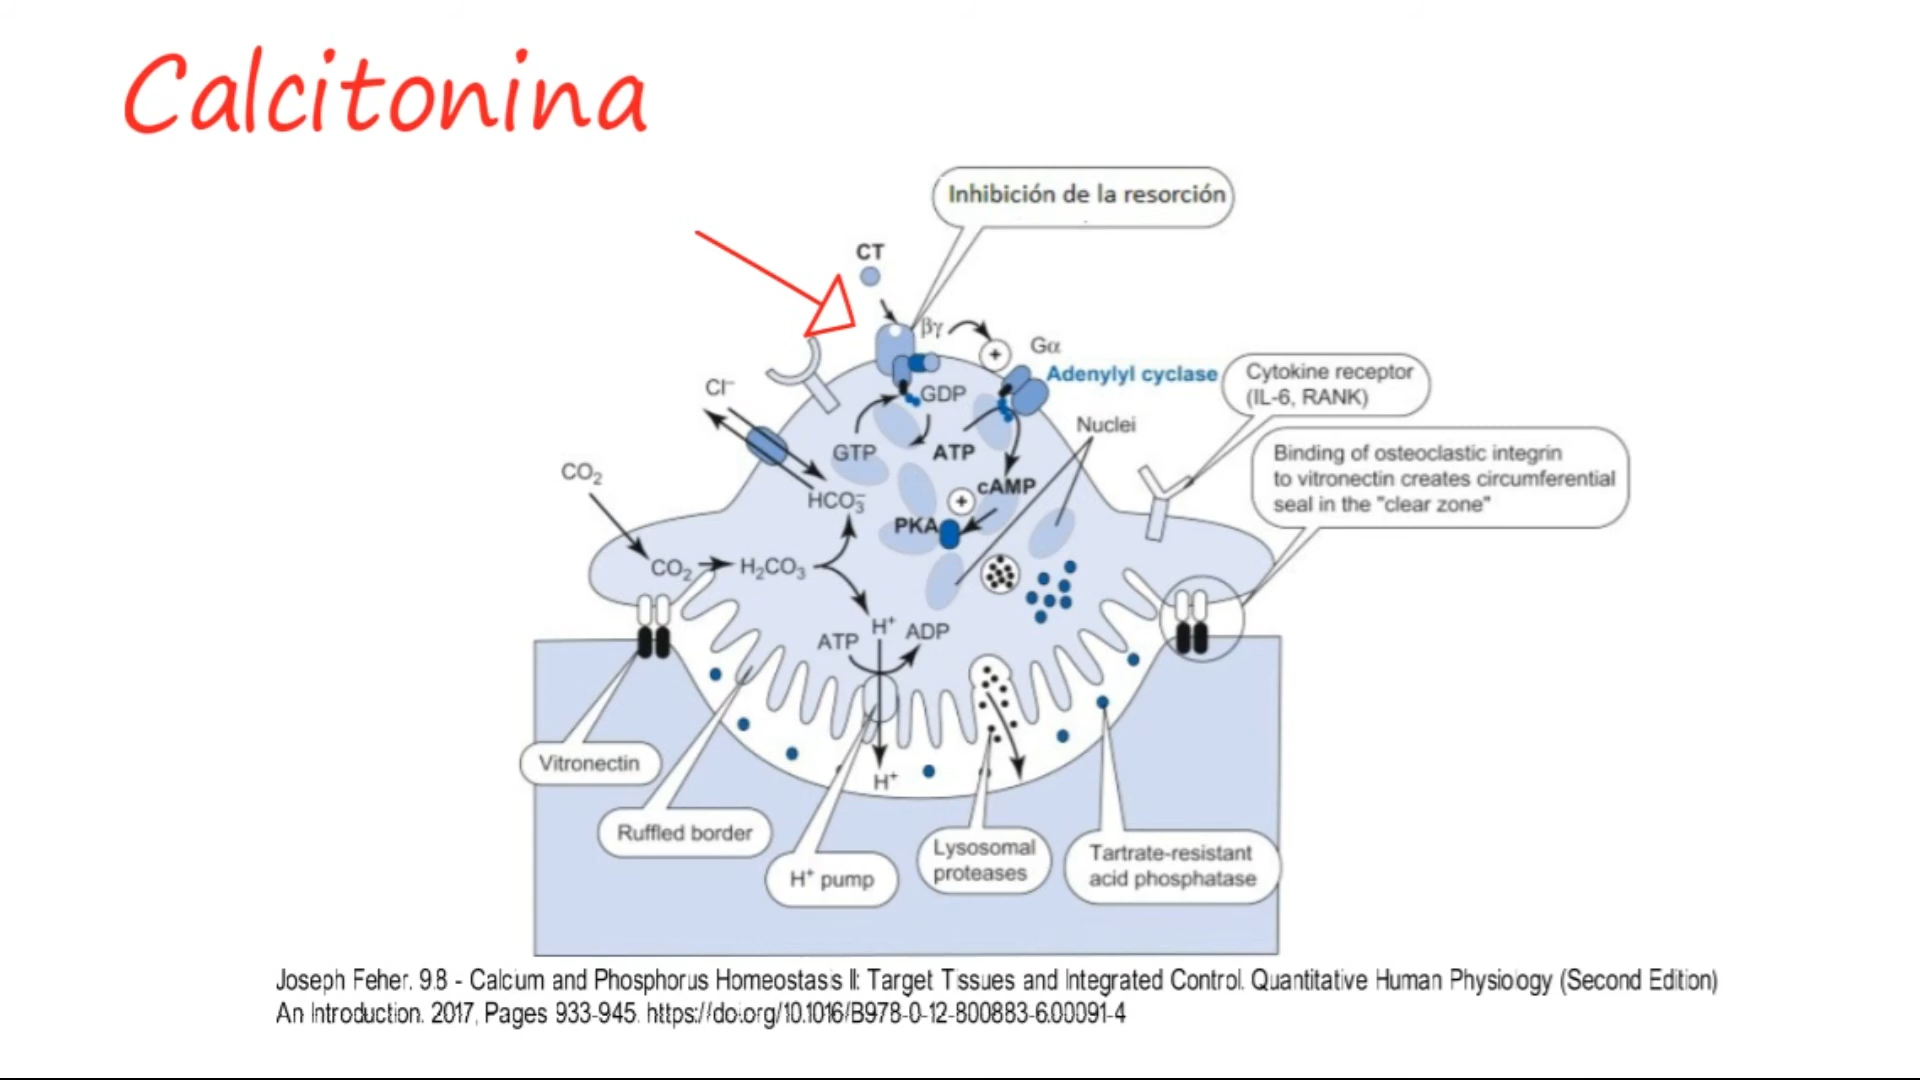 Calcitonina
Inhibición de la resorción
CT
βγ
+
Gα
Adenylyl cyclase
Cytokine receptor
(IL-6, RANK)
Cl⁻
GDP
Nuclei
GTP
ATP
Binding of osteoclastic integrin
to vitronectin creates circumferential
seal in the "clear zone"
CO₂
HCO₃⁻
+
cAMP
PKA
CO₂
H₂CO₃
ATP
H⁺
ADP
H⁺
Vitronectin
Ruffled border
H⁺ pump
Lysosomal
proteases
Tartrate-resistant
acid phosphatase
Joseph Feher. 9.8 - Calcium and Phosphorus Homeostasis II: Target Tissues and Integrated Control. Quantitative Human Physiology (Second Edition)
An Introduction. 2017, Pages 933-945. https://doi.org/10.1016/B978-0-12-800883-6.00091-4